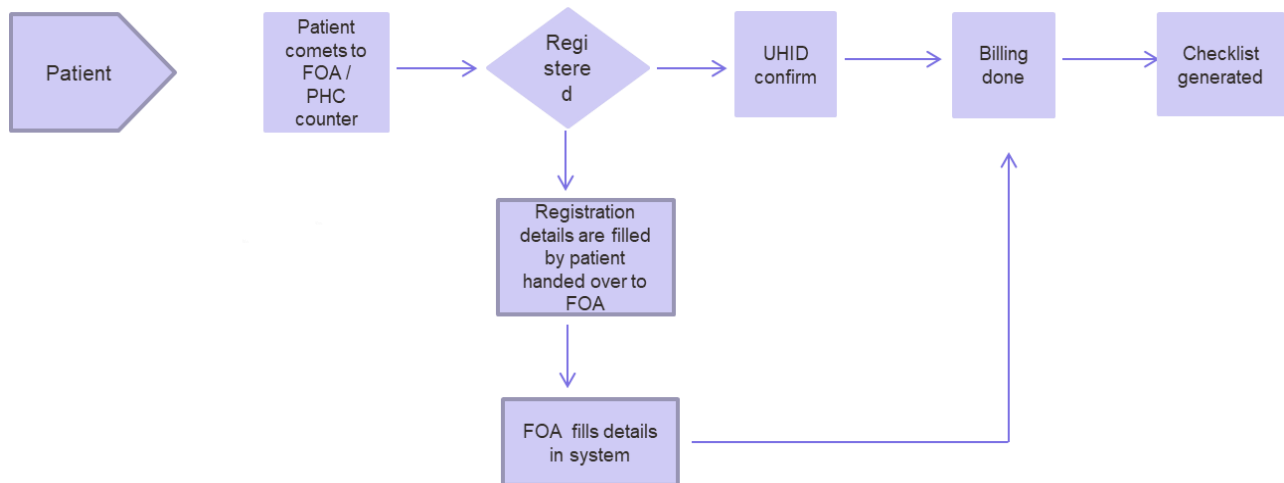 Patient
Patient
comets to
FOA /
PHC
counter
Regi
stere
d
UHID
confirm
Billing
done
Checklist
generated
Registration
details are filled
by patient
handed over to
FOA
FOA fills details
in system